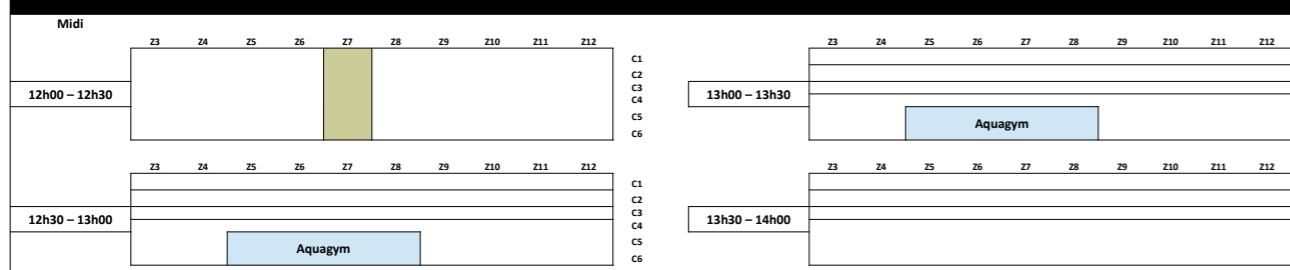 Midi
Z3 Z4 Z5 Z6 Z7 Z8 Z9 Z10 Z11 Z12
C1
C2
12h00 – 12h30
C3
C4
C5
C6
Z3 Z4 Z5 Z6 Z7 Z8 Z9 Z10 Z11 Z12
13h00 – 13h30
Aquagym
Z3 Z4 Z5 Z6 Z7 Z8 Z9 Z10 Z11 Z12
C1
C2
12h30 – 13h00
C3
C4
Aquagym
C5
C6
Z3 Z4 Z5 Z6 Z7 Z8 Z9 Z10 Z11 Z12
13h30 – 14h00